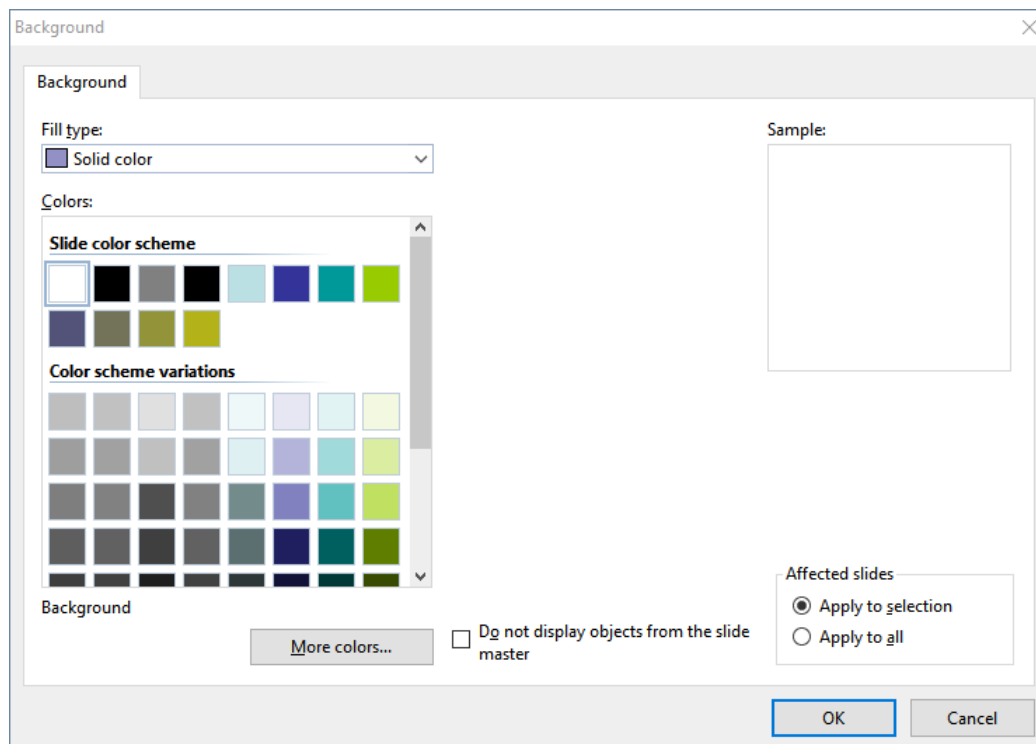 Background
Background
Fill type:
Solid color
Colors:
Slide color scheme
Color scheme variations
Background
More colors...
Do not display objects from the slide
master
Sample:
Affected slides
Apply to selection
Apply to all
OK
Cancel